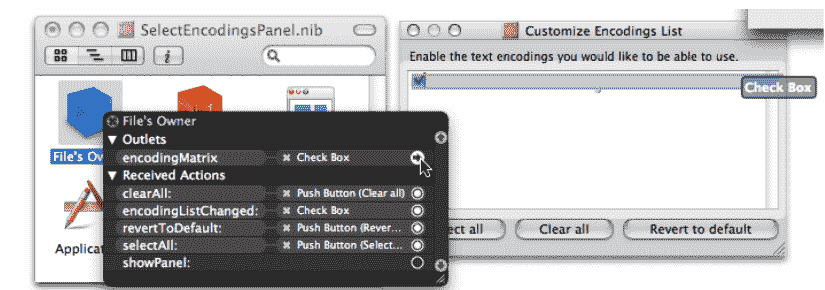 SelectEncodingsPanel.nib
Customize Encodings List
Enable the text encodings you would like to be able to use.
Check Box
File's Ow
File's Owner
Outlets
encodingMatrix
Check Box
Received Actions
clearAll:
Push Button (Clear all)
encodingListChanged:
Check Box
revertToDefault:
Push Button (Rever...
selectAll:
Push Button (Select...
showPanel:
Applica
ect all
Clear all
Revert to default